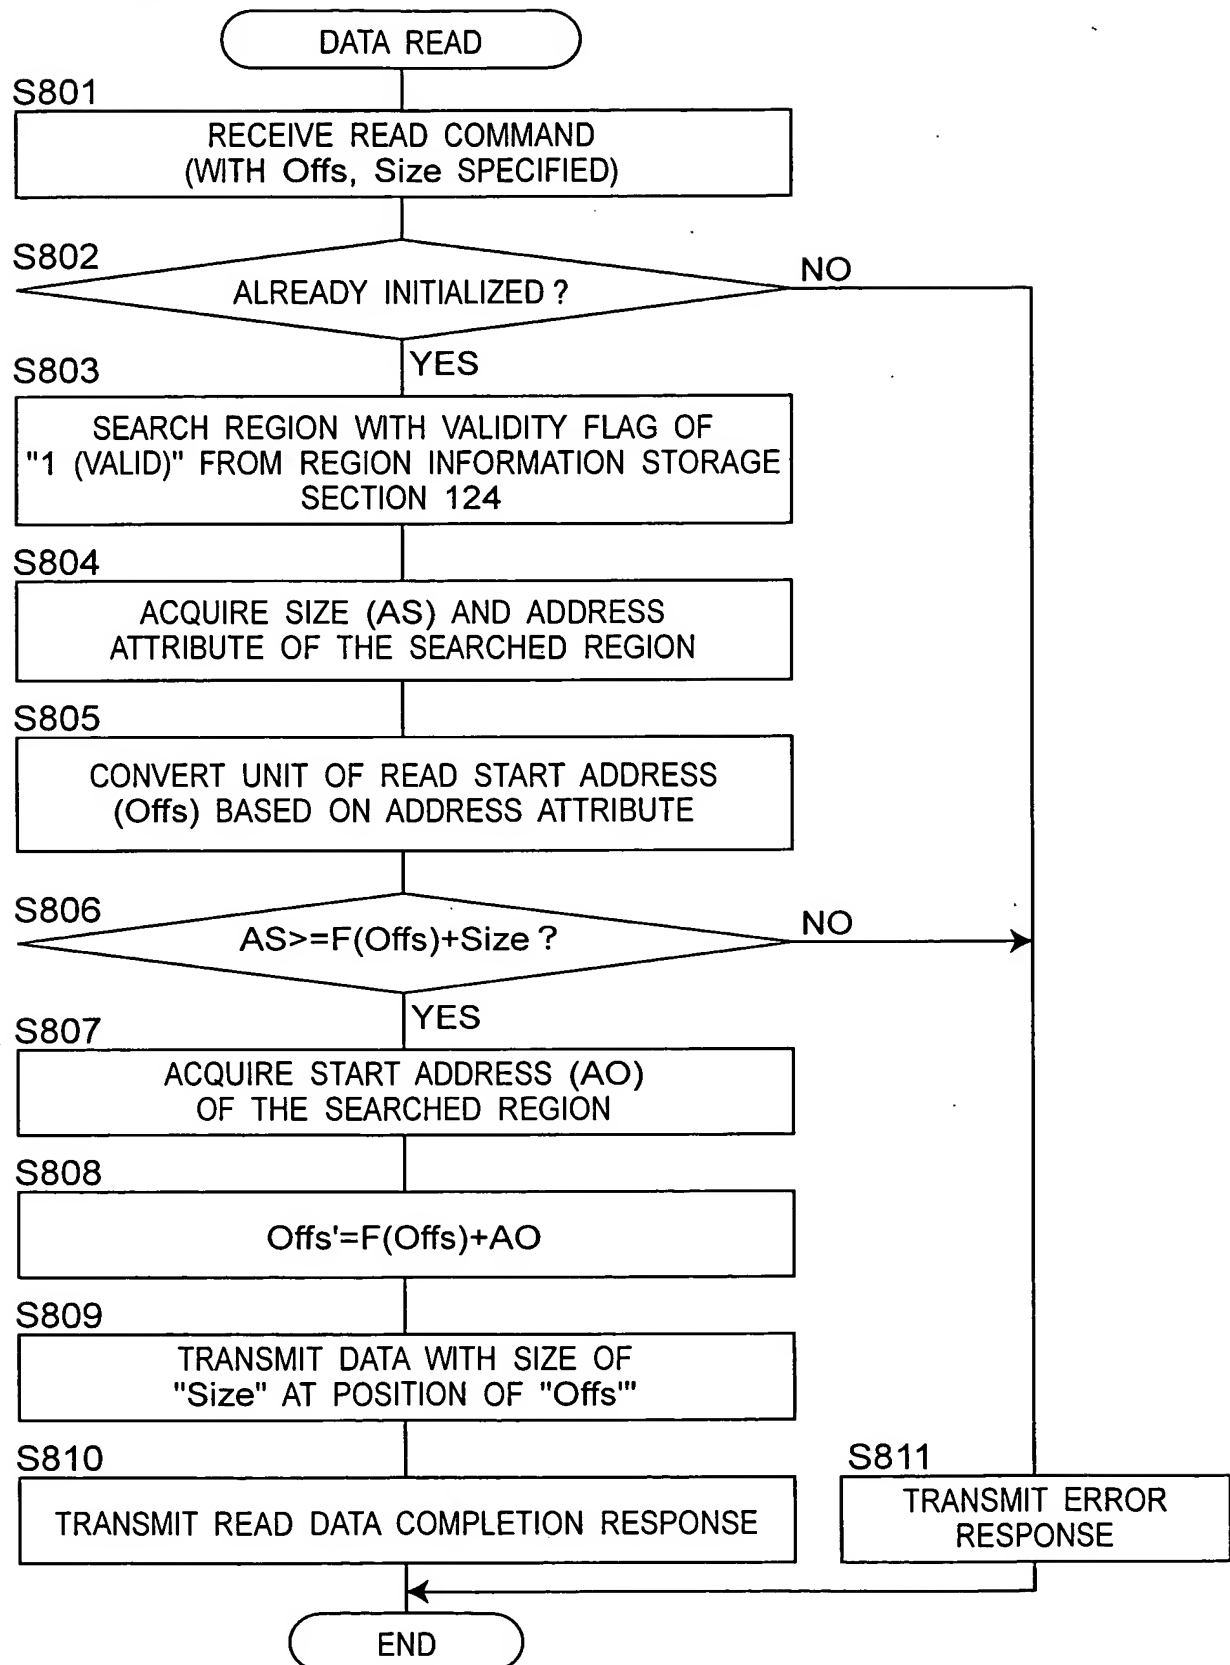 DATA READ
S801
RECEIVE READ COMMAND
(WITH Offs, Size SPECIFIED)
S802
ALREADY INITIALIZED ?
NO
YES
S803
SEARCH REGION WITH VALIDITY FLAG OF
"1 (VALID)" FROM REGION INFORMATION STORAGE
SECTION 124
S804
ACQUIRE SIZE (AS) AND ADDRESS
ATTRIBUTE OF THE SEARCHED REGION
S805
CONVERT UNIT OF READ START ADDRESS
(Offs) BASED ON ADDRESS ATTRIBUTE
S806
AS>=F(Offs)+Size ?
NO
YES
S807
ACQUIRE START ADDRESS (AO)
OF THE SEARCHED REGION
S808
Offs'=F(Offs)+AO
S809
TRANSMIT DATA WITH SIZE OF
"Size" AT POSITION OF "Offs'"
S810
TRANSMIT READ DATA COMPLETION RESPONSE
S811
TRANSMIT ERROR
RESPONSE
END